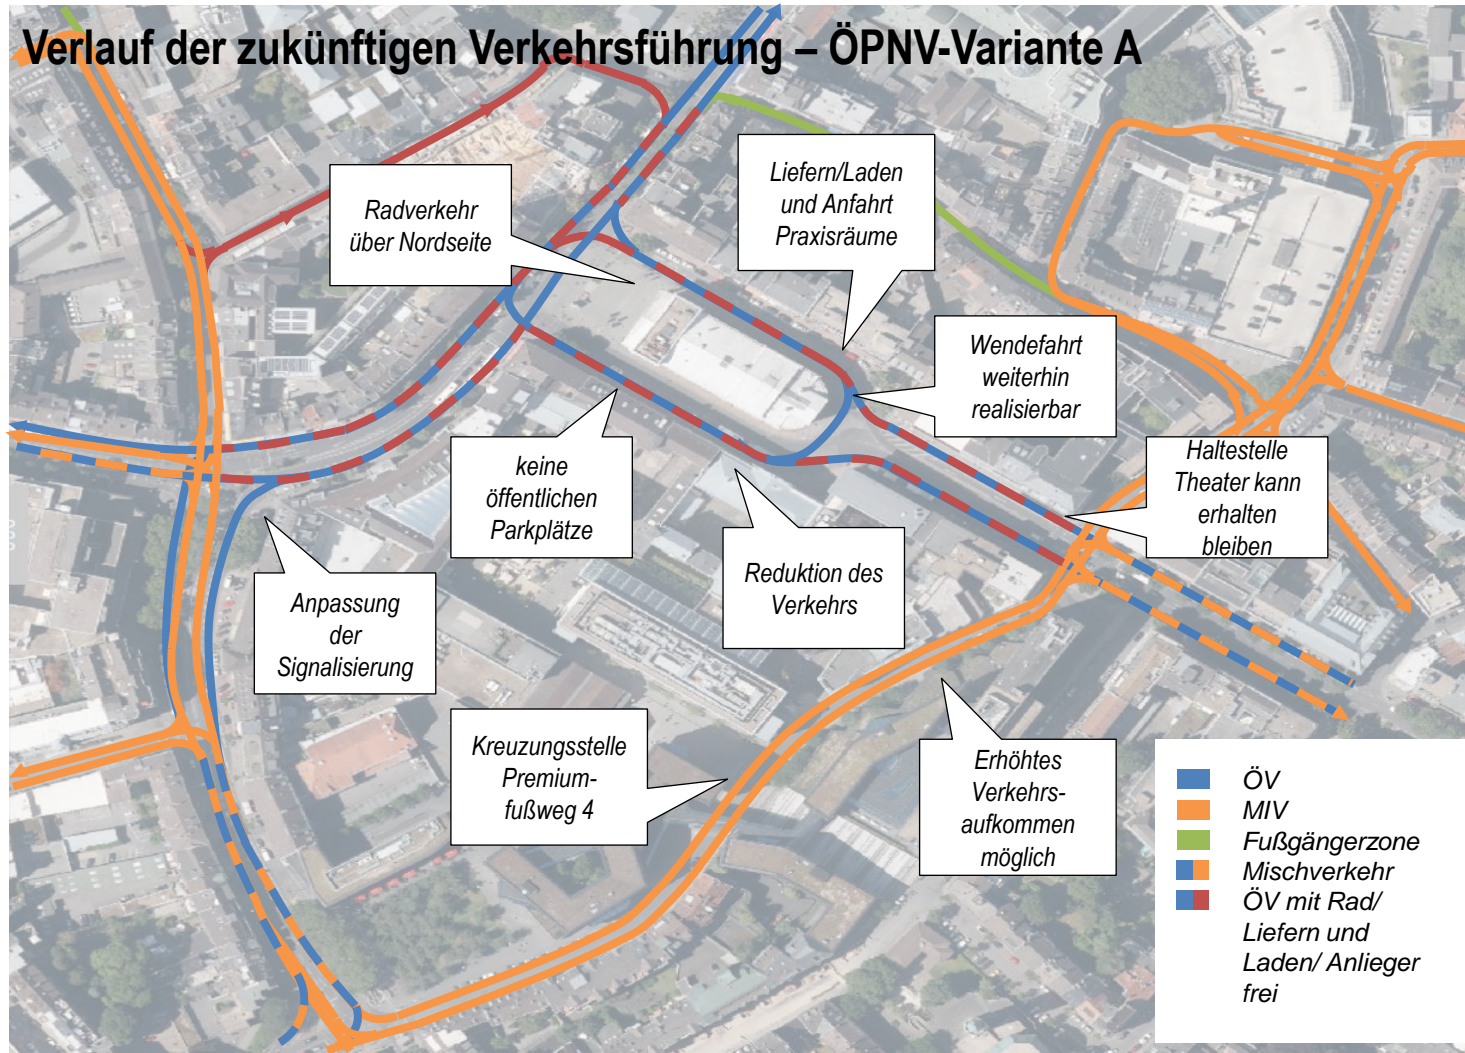 Verlauf der zukünftigen Verkehrsführung – ÖPNV-Variante A
Radverkehr
über Nordseite
Liefern/Laden
und Anfahrt
Praxisräume
Wendefahrt
weiterhin
realisierbar
keine
öffentlichen
Parkplätze
Haltestelle
Theater kann
erhalten
bleiben
Reduktion des
Verkehrs
Anpassung
der
Signalisierung
Kreuzungsstelle
Premium-
fußweg 4
Erhöhtes
Verkehrs-
aufkommen
möglich
ÖV
MIV
Fußgängerzone
Mischverkehr
ÖV mit Rad/
Liefern und
Laden/ Anlieger
frei